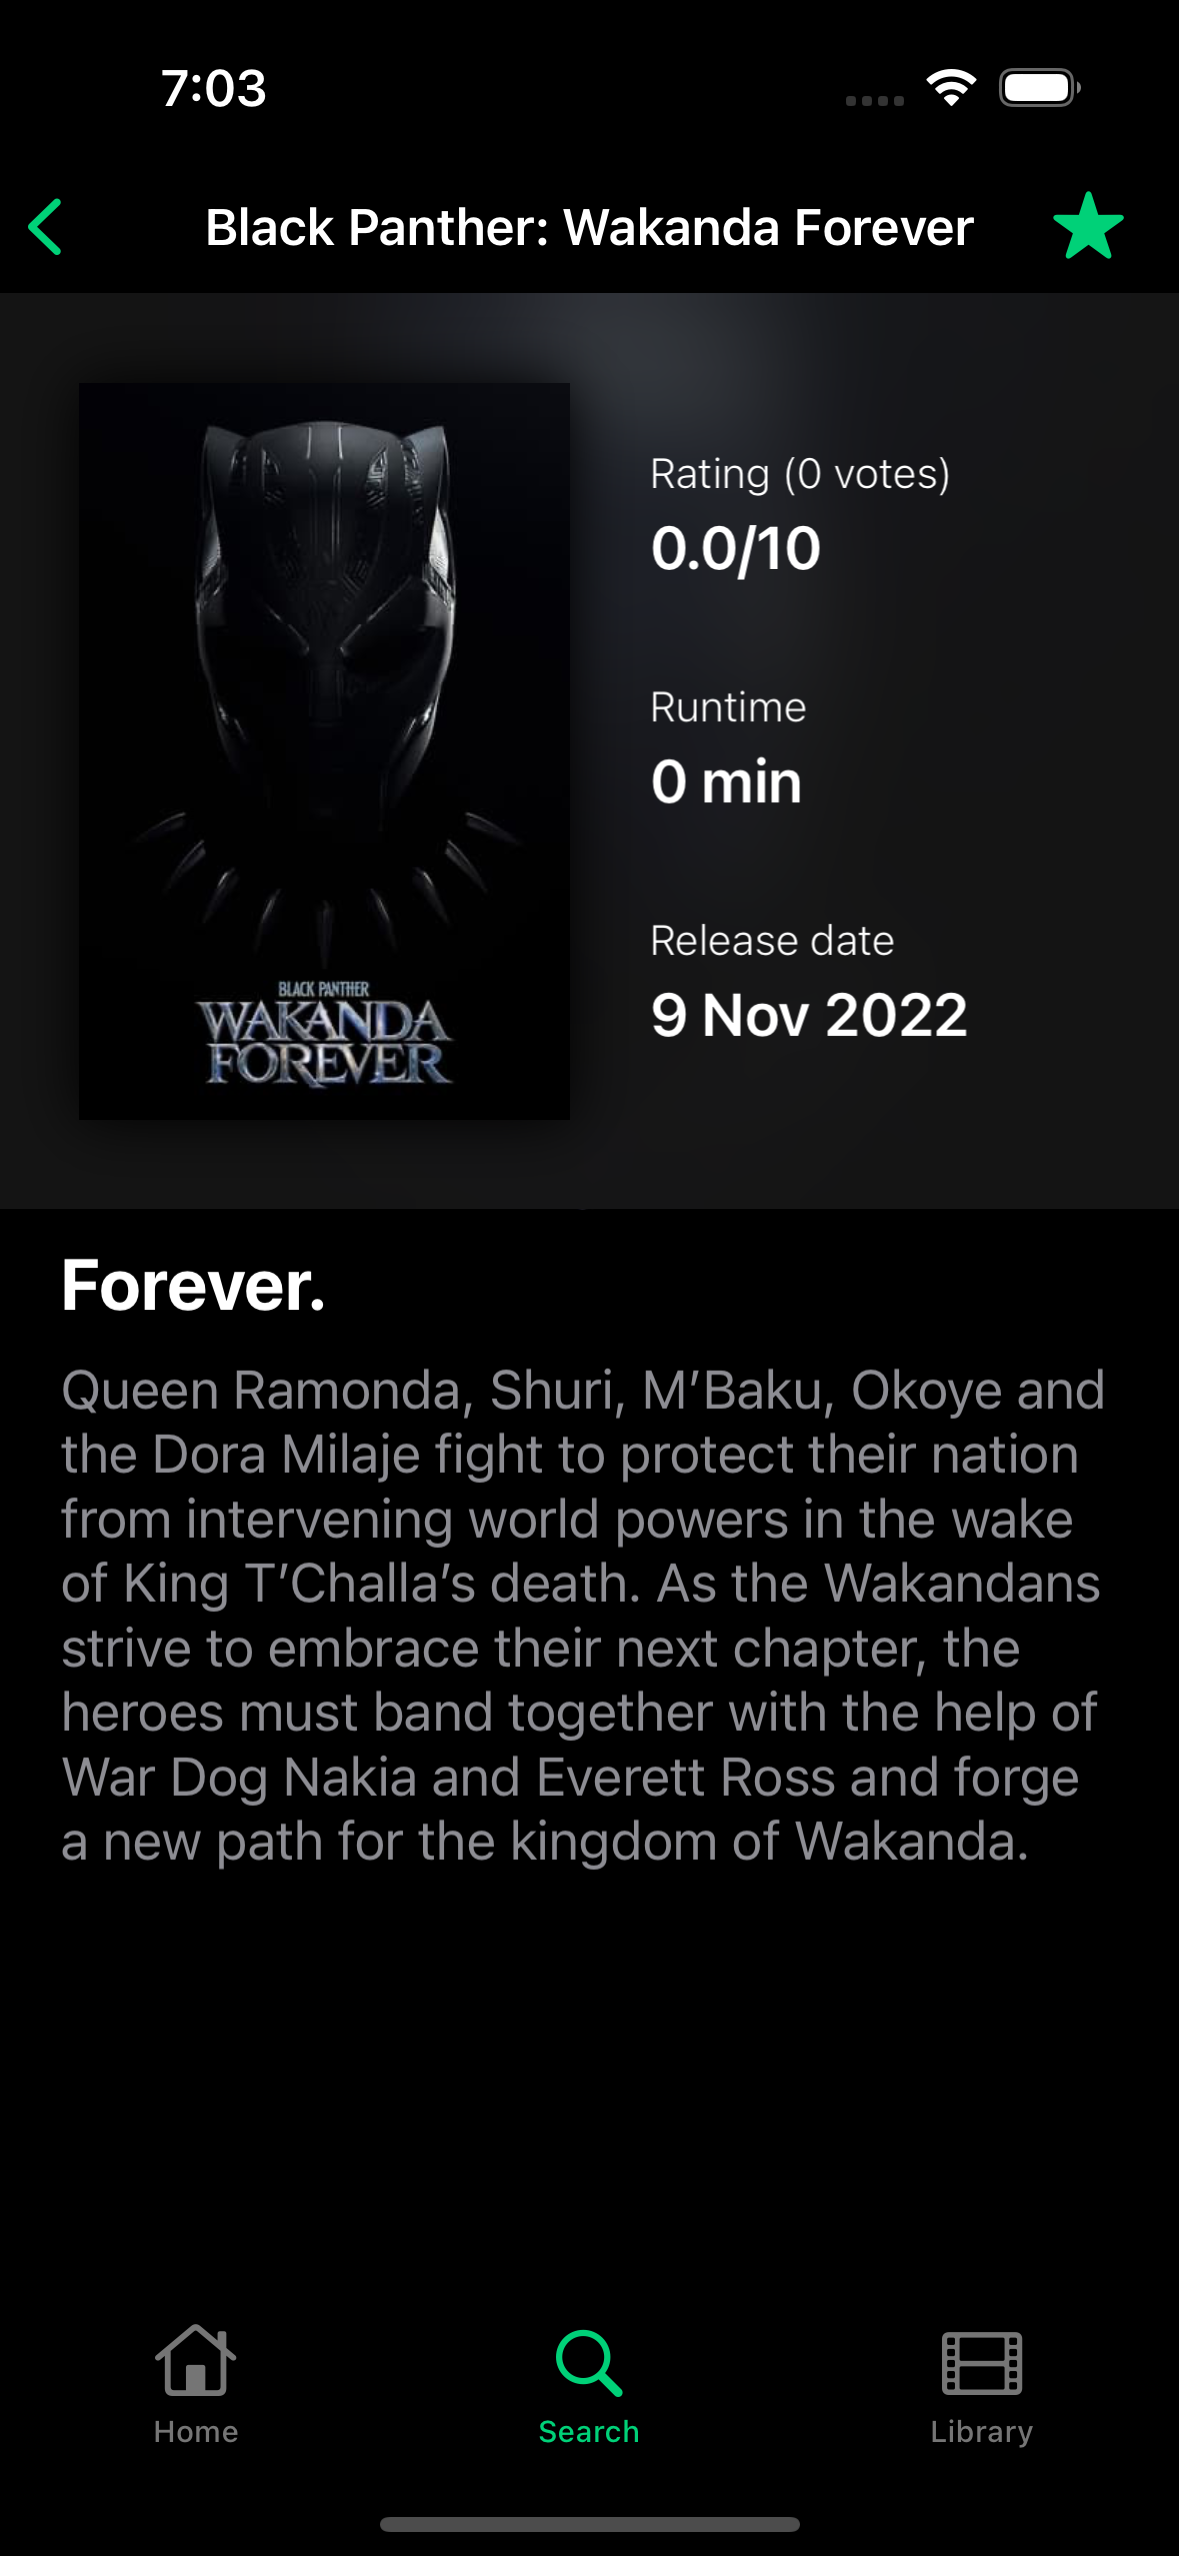 7:03
Black Panther: Wakanda Forever
Rating (0 votes)
0.0/10
Runtime
0 min
Release date
9 Nov 2022
BLACK PANTHER
WAKANDA
FOREVER
Forever.
Queen Ramonda, Shuri, M’Baku, Okoye and
the Dora Milaje fight to protect their nation
from intervening world powers in the wake
of King T’Challa’s death. As the Wakandans
strive to embrace their next chapter, the
heroes must band together with the help of
War Dog Nakia and Everett Ross and forge
a new path for the kingdom of Wakanda.
Home
Search
Library